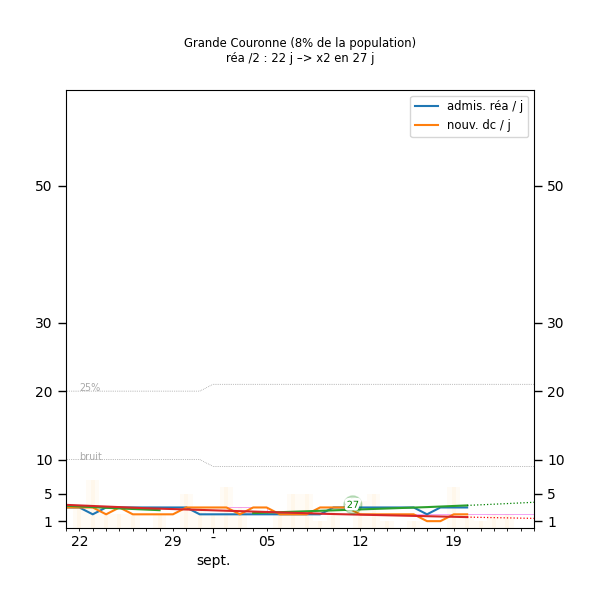 Grande Couronne (8% de la population)
réa /2 : 22 j –> x2 en 27 j
admis. réa / j
nouv. dc / j
50 50
30 30
25%
20 20
bruit
10 10
5 5
27
1 1
22 29 05 12 19
sept.